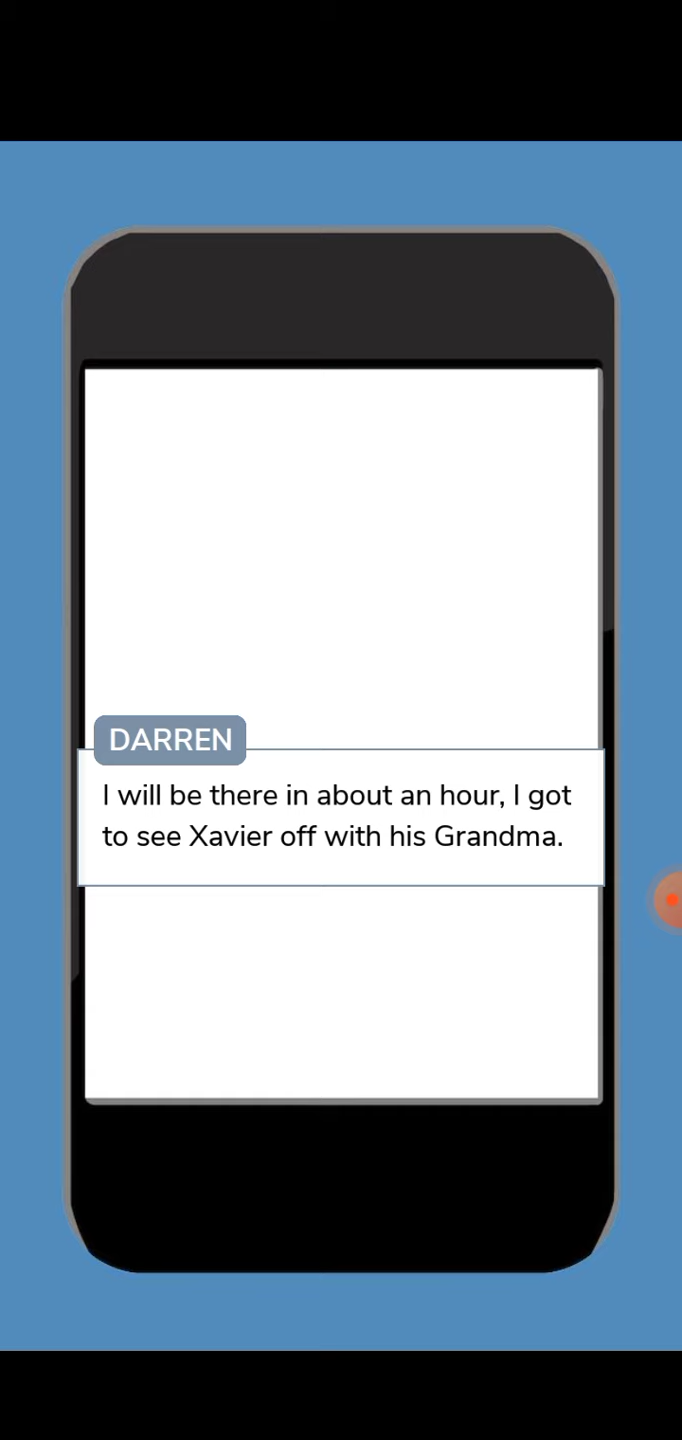 DARREN
I will be there in about an hour, I got
to see Xavier off with his Grandma.